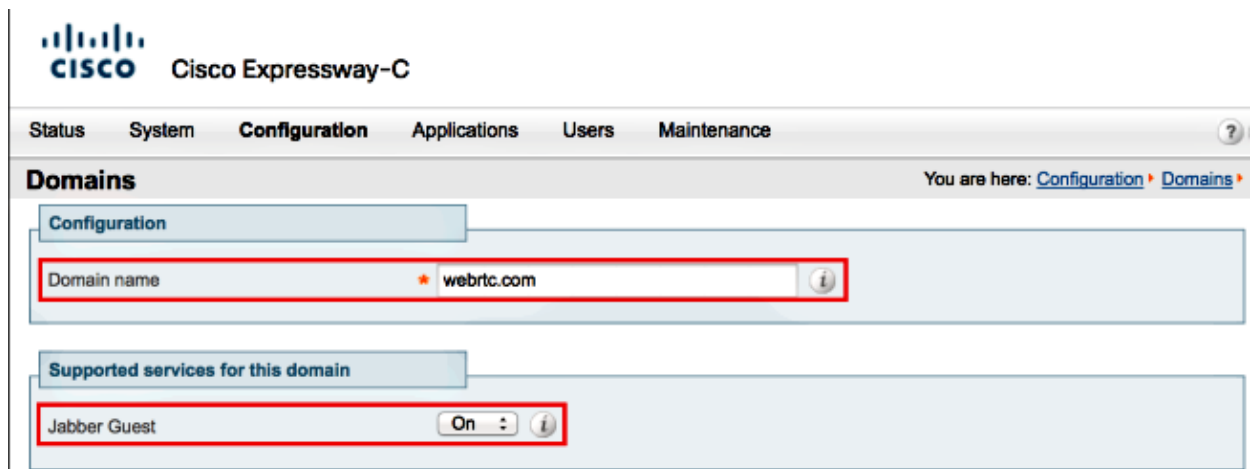 CISCO Cisco Expressway-C
Status System Configuration Applications Users Maintenance ?
Domains You are here: Configuration Domains
Configuration
Domain name * webrtc.com i
Supported services for this domain
Jabber Guest On i